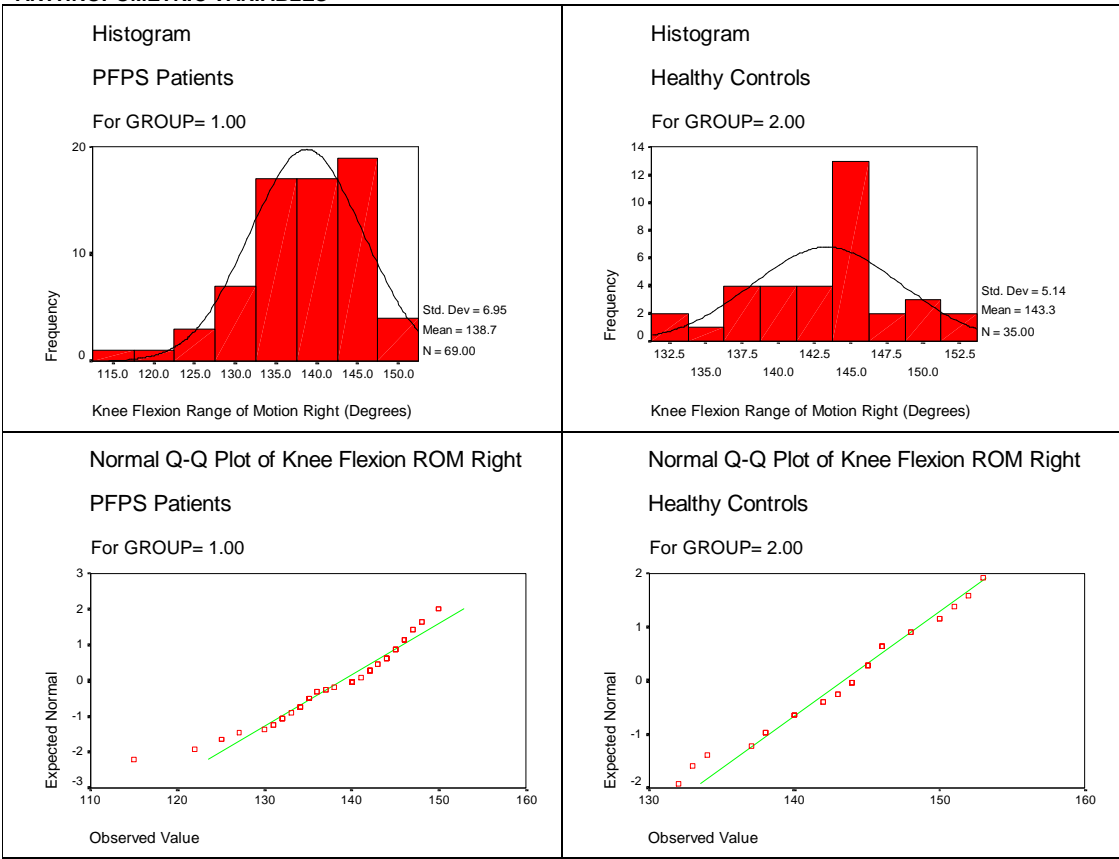 Histogram
PFPS Patients
For GROUP= 1.00
20
10
0
Frequency
Std. Dev = 6.95
Mean = 138.7
N = 69.00
115.0 120.0 125.0 130.0 135.0 140.0 145.0 150.0
Knee Flexion Range of Motion Right (Degrees)
Histogram
Healthy Controls
For GROUP= 2.00
14
12
10
8
6
4
2
0
Frequency
Std. Dev = 5.14
Mean = 143.3
N = 35.00
132.5 137.5 142.5 147.5 152.5
135.0 140.0 145.0 150.0
Knee Flexion Range of Motion Right (Degrees)
Normal Q-Q Plot of Knee Flexion ROM Right
PFPS Patients
For GROUP= 1.00
3
2
1
0
-1
-2
-3
Expected Normal
110 120 130 140 150 160
Observed Value
Normal Q-Q Plot of Knee Flexion ROM Right
Healthy Controls
For GROUP= 2.00
2
1
0
-1
-2
Expected Normal
130 140 150 160
Observed Value